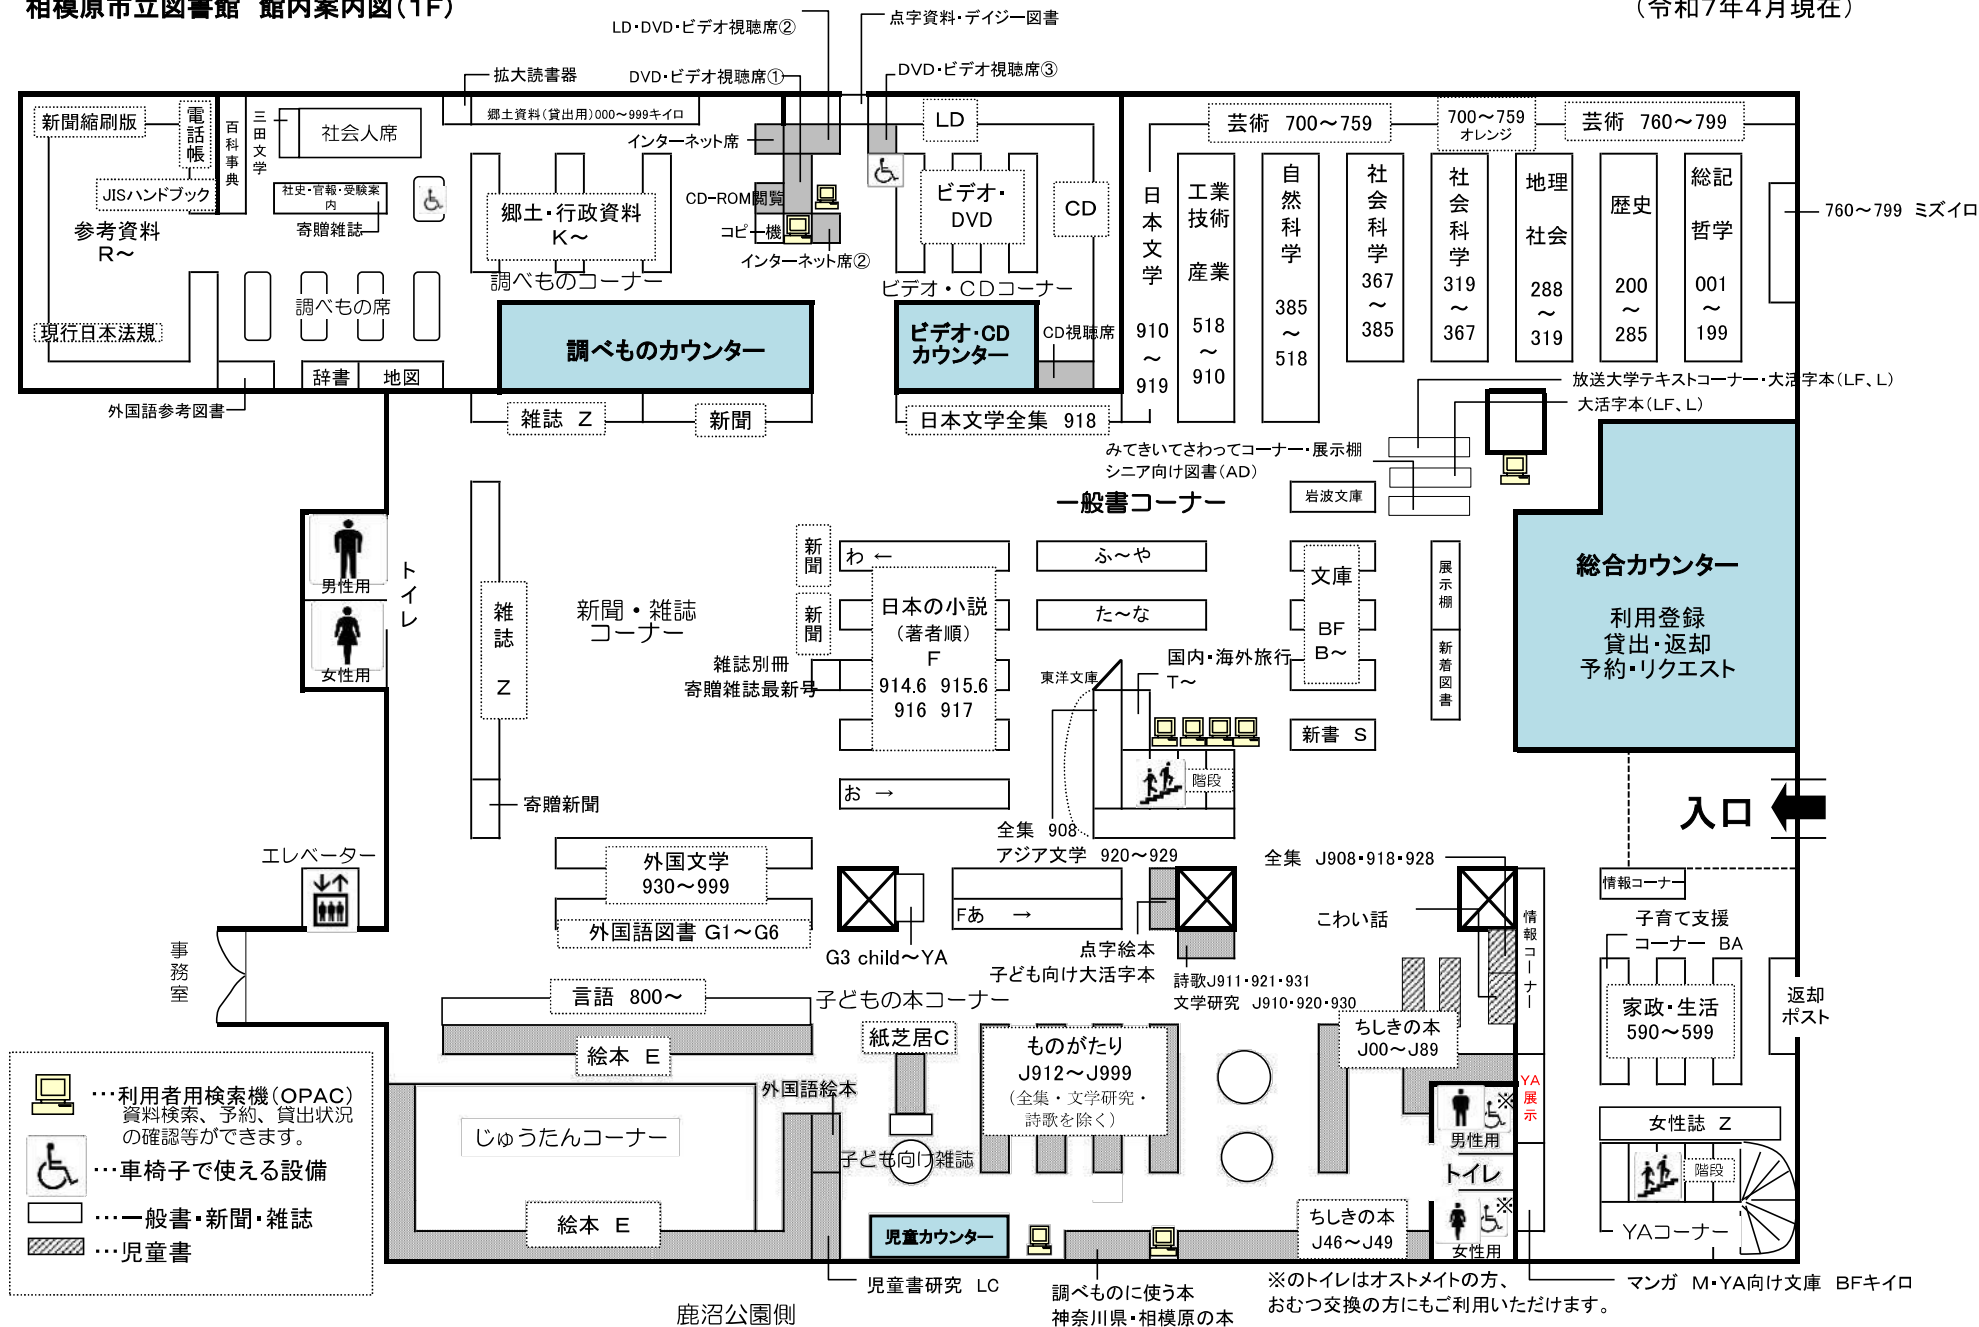 相模原市立図書館 館内案内図(1F)
(令和7年4月現在)
LD・DVD・ビデオ視聴席②
点字資料・デイジー図書
拡大読書器
DVD・ビデオ視聴席①
DVD・ビデオ視聴席③
新聞縮刷版
電話帳
百科事典
三田文学
社会人席
郷土資料(貸出用)000～999キイロ
インターネット席
LD
芸術 700～759
700～759
オレンジ
芸術 760～799
JISハンドブック
社史・官報・受験案内
寄贈雑誌
参考資料
R～
郷土・行政資料
K～
CD-ROM閲覧
コピー機
インターネット席②
ビデオ・
DVD
CD
日本文学 910～919
工業技術 産業 518～910
自然科学 385～518
社会科学 367～385
社会科学 319～367
地理 社会 288～319
歴史 200～285
総記 哲学 001～199
760～799 ミズイロ
調べものコーナー
ビデオ・CDコーナー
調べもの席
現行日本法規
調べものカウンター
ビデオ・CD
カウンター
CD視聴席
辞書
地図
外国語参考図書
雑誌 Z
新聞
日本文学全集 918
放送大学テキストコーナー・大活字本(LF、L)
大活字本(LF、L)
みてきいてさわってコーナー・展示棚
シニア向け図書(AD)
一般書コーナー
岩波文庫
男性用
女性用
トイレ
雑誌 Z
新聞・雑誌
コーナー
新聞
新聞
わ ←
日本の小説
(著者順)
F
914.6 915.6
916 917
ふ～や
た～な
文庫
BF
B～
展示棚
新着図書
総合カウンター
利用登録
貸出・返却
予約・リクエスト
雑誌別冊
寄贈雑誌最新号
東洋文庫
国内・海外旅行
T～
新書 S
階段
寄贈新聞
お →
入口
全集 908
アジア文学 920～929
エレベーター
外国文学
930～999
外国語図書 G1～G6
G3 child～YA
Fあ →
点字絵本
子ども向け大活字本
全集 J908・918・928
こわい話
情報コーナー
情報コーナー
子育て支援
コーナー BA
事務室
詩歌J911・921・931
文学研究 J910・920・930
言語 800～
子どもの本コーナー
家政・生活
590～599
返却
ポスト
絵本 E
紙芝居C
ものがたり
J912～J999
(全集・文学研究・
詩歌を除く)
ちしきの本
J00～J89
YA展示
…利用者用検索機(OPAC)
資料検索、予約、貸出状況
の確認等ができます。
…車椅子で使える設備
…一般書・新聞・雑誌
…児童書
外国語絵本
じゅうたんコーナー
子ども向け雑誌
※
男性用
トイレ
※
女性用
女性誌 Z
階段
YAコーナー
絵本 E
児童カウンター
ちしきの本
J46～J49
児童書研究 LC
調べものに使う本
神奈川県・相模原の本
※のトイレはオストメイトの方、
おむつ交換の方にもご利用いただけます。
マンガ M・YA向け文庫 BFキイロ
鹿沼公園側